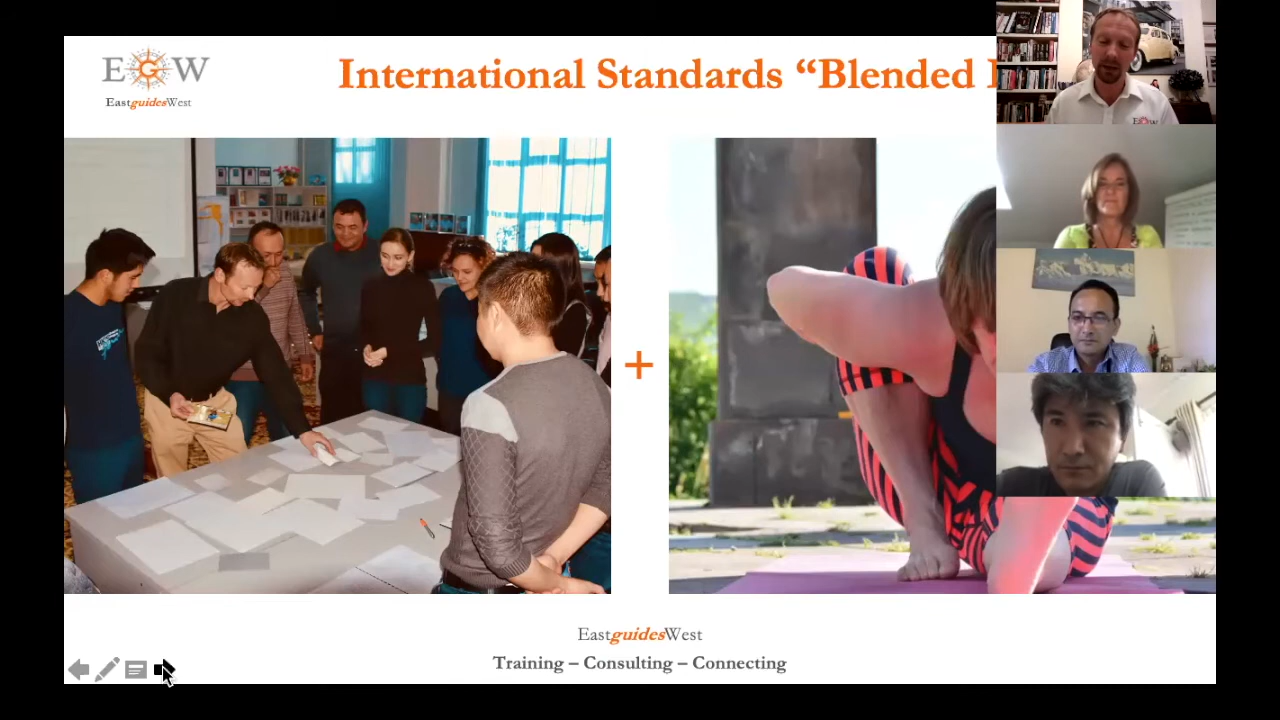 EGW
EastguidesWest
International Standards “Blended
+
EastguidesWest
Training – Consulting – Connecting